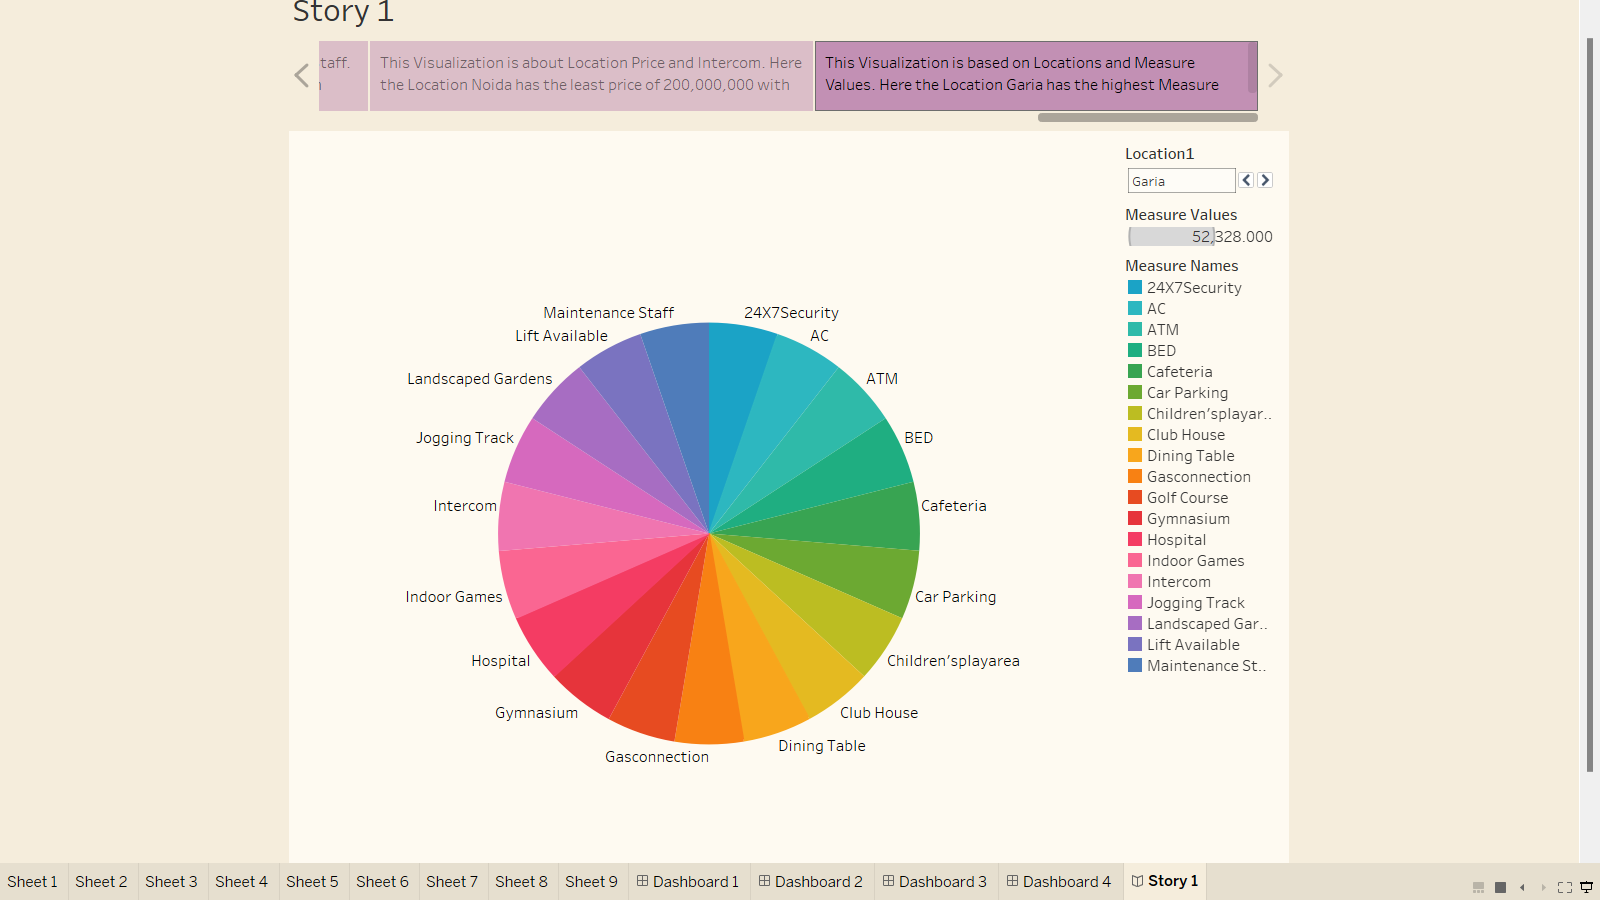 Story 1
taff.
This Visualization is about Location Price and Intercom. Here
the Location Noida has the least price of 200,000,000 with
This Visualization is based on Locations and Measure
Values. Here the Location Garia has the highest Measure
Location1
Garia
Measure Values
52,328.000
Measure Names
24X7Security
AC
ATM
BED
Cafeteria
Car Parking
Children’splayar..
Club House
Dining Table
Gasconnection
Golf Course
Gymnasium
Hospital
Indoor Games
Intercom
Jogging Track
Landscaped Gar..
Lift Available
Maintenance St..
Maintenance Staff
24X7Security
Lift Available
AC
Landscaped Gardens
ATM
Jogging Track
BED
Intercom
Cafeteria
Indoor Games
Car Parking
Hospital
Children’splayarea
Gymnasium
Club House
Dining Table
Gasconnection
Sheet 1
Sheet 2
Sheet 3
Sheet 4
Sheet 5
Sheet 6
Sheet 7
Sheet 8
Sheet 9
Dashboard 1
Dashboard 2
Dashboard 3
Dashboard 4
Story 1